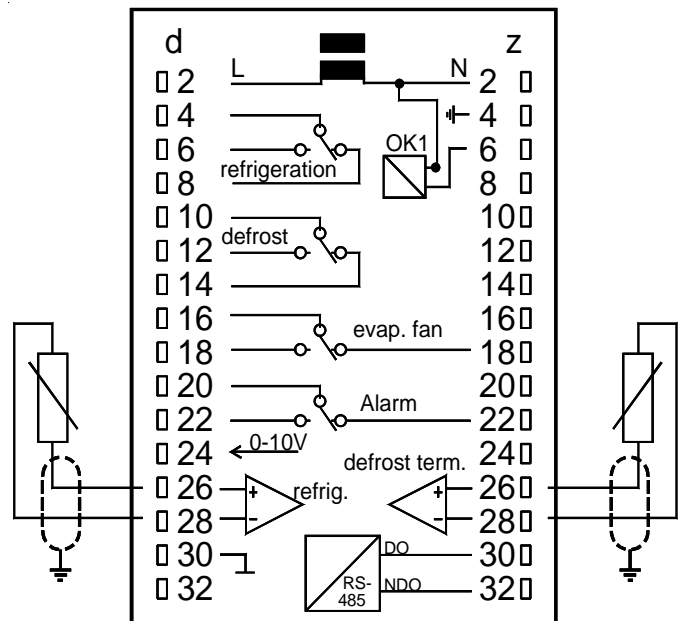 d z
2 L N 2
4 4
6 OK1 6
8 refrigeration 8
10 10
12 defrost 12
14 14
16 16
18 evap. fan 18
20 20
22 Alarm 22
24 0-10V 24
defrost term.
26 + refrig. + 26
28 - - 28
30 DO 30
32 RS-485 NDO 32